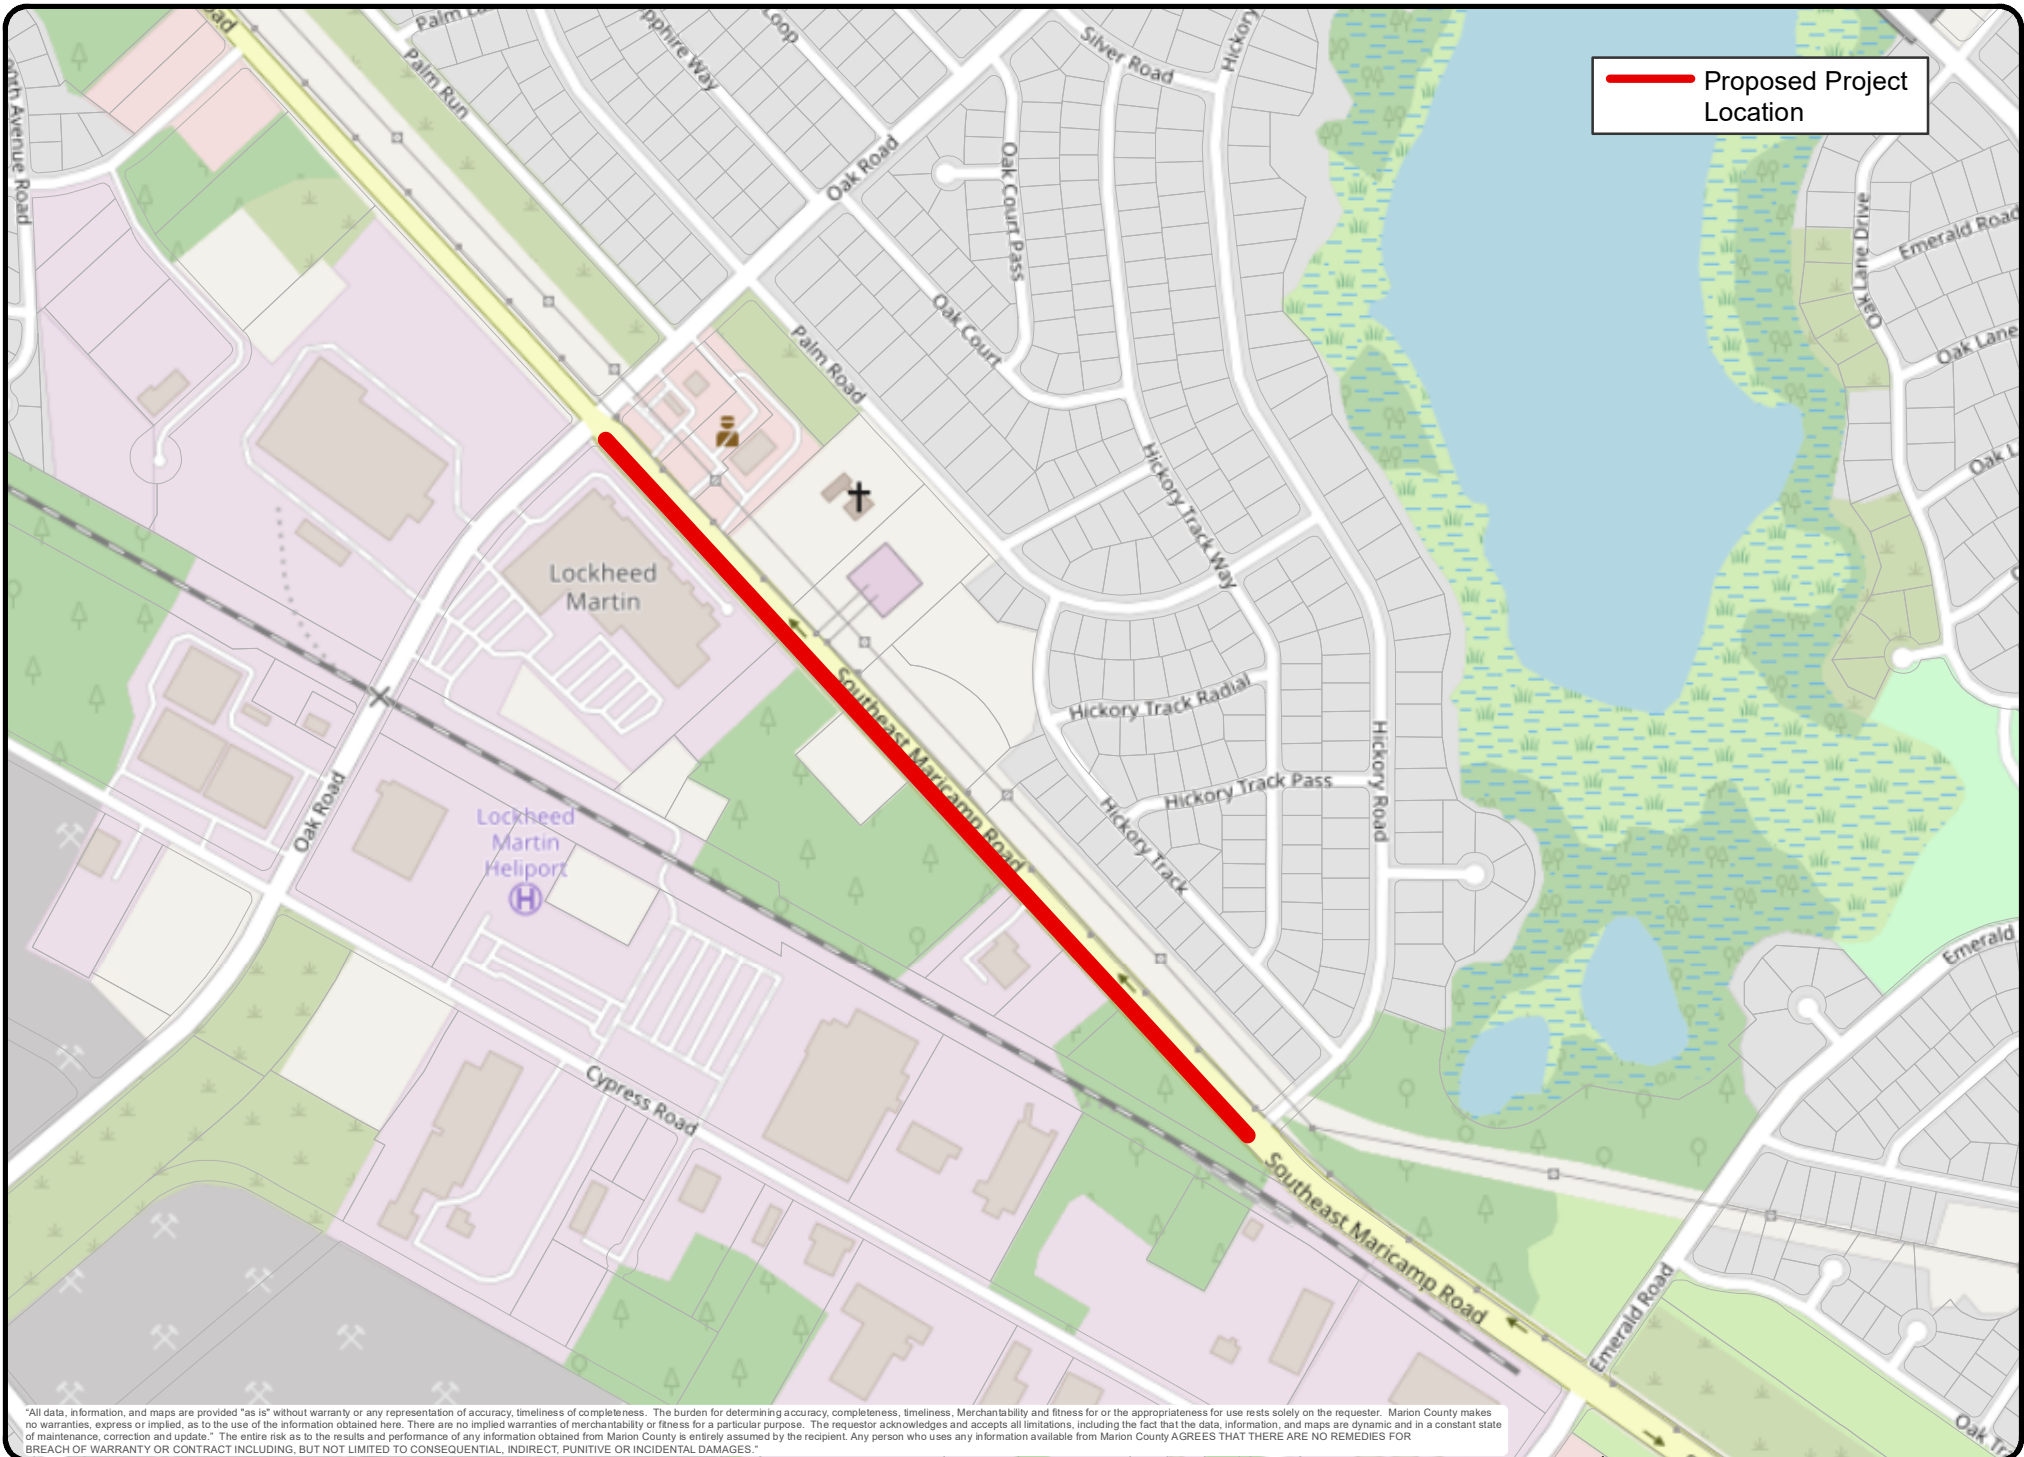 Palm
Silver Road
Hickory
Loop
Sapphire Way
Palm Run
Proposed Project
Location
Avenue Road
Oak Road
Oak Court Pass
Oak Lane Drive
Emerald Road
Oak Court
Oak Lane
Palm Road
Oak L
Hickory Track Way
Lockheed
Martin
Southeast Maricamp Road
Hickory Track Radial
Hickory Road
Hickory Track Pass
Hickory Track
Oak Road
Lockheed
Martin
Heliport
H
Emerald
Cypress Road
Southeast Maricamp Road
Emerald Road
Oak Tra
"All data, information, and maps are provided "as is" without warranty or any representation of accuracy, timeliness of completeness. The burden for determining accuracy, completeness, timeliness, Merchantability and fitness for or the appropriateness for use rests solely on the requester. Marion County makes
no warranties, express or implied, as to the use of the information obtained here. There are no implied warranties of merchantability or fitness for a particular purpose. The requestor acknowledges and accepts all limitations, including the fact that the data, information, and maps are dynamic and in a constant state
of maintenance, correction and update." The entire risk as to the results and performance of any information obtained from Marion County is entirely assumed by the recipient. Any person who uses any information available from Marion County AGREES THAT THERE ARE NO REMEDIES FOR
BREACH OF WARRANTY OR CONTRACT INCLUDING, BUT NOT LIMITED TO CONSEQUENTIAL, INDIRECT, PUNITIVE OR INCIDENTAL DAMAGES."